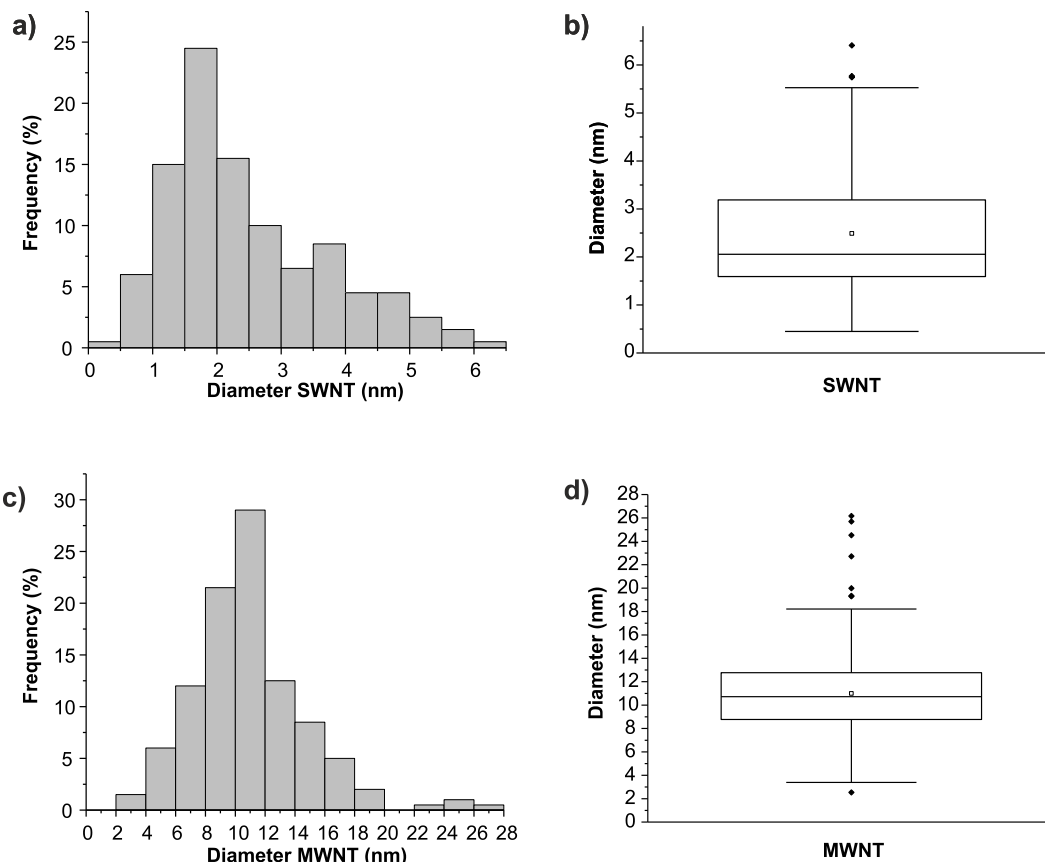 a)
25
20
15
10
5
0
Frequency (%)
0 1 2 3 4 5 6
Diameter SWNT (nm)
b)
6
5
4
3
2
1
0
Diameter (nm)
SWNT
c)
30
25
20
15
10
5
0
Frequency (%)
0 2 4 6 8 10 12 14 16 18 20 22 24 26 28
Diameter MWNT (nm)
d)
28
26
24
22
20
18
16
14
12
10
8
6
4
2
0
Diameter (nm)
MWNT